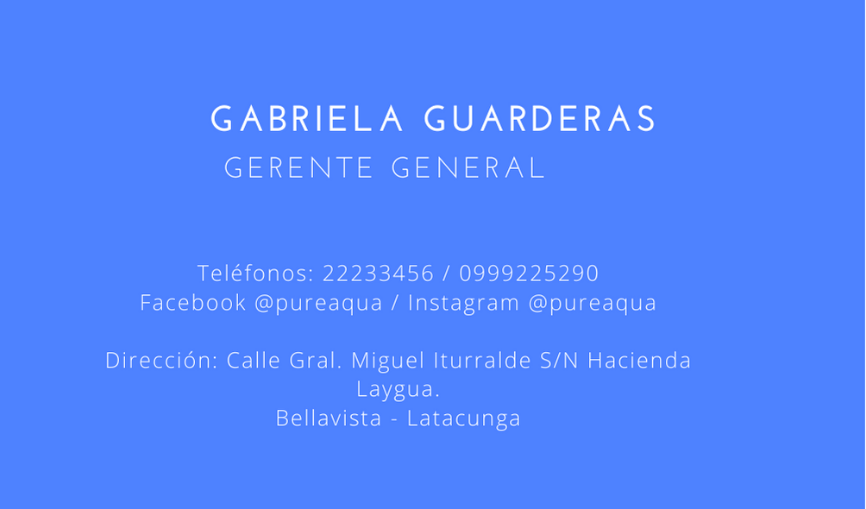 GABRIELA GUARDERAS
GERENTE GENERAL
Teléfonos: 22233456 / 0999225290
Facebook @pureaqua / Instagram @pureaqua
Dirección: Calle Gral. Miguel Iturralde S/N Hacienda
Laygua.
Bellavista - Latacunga